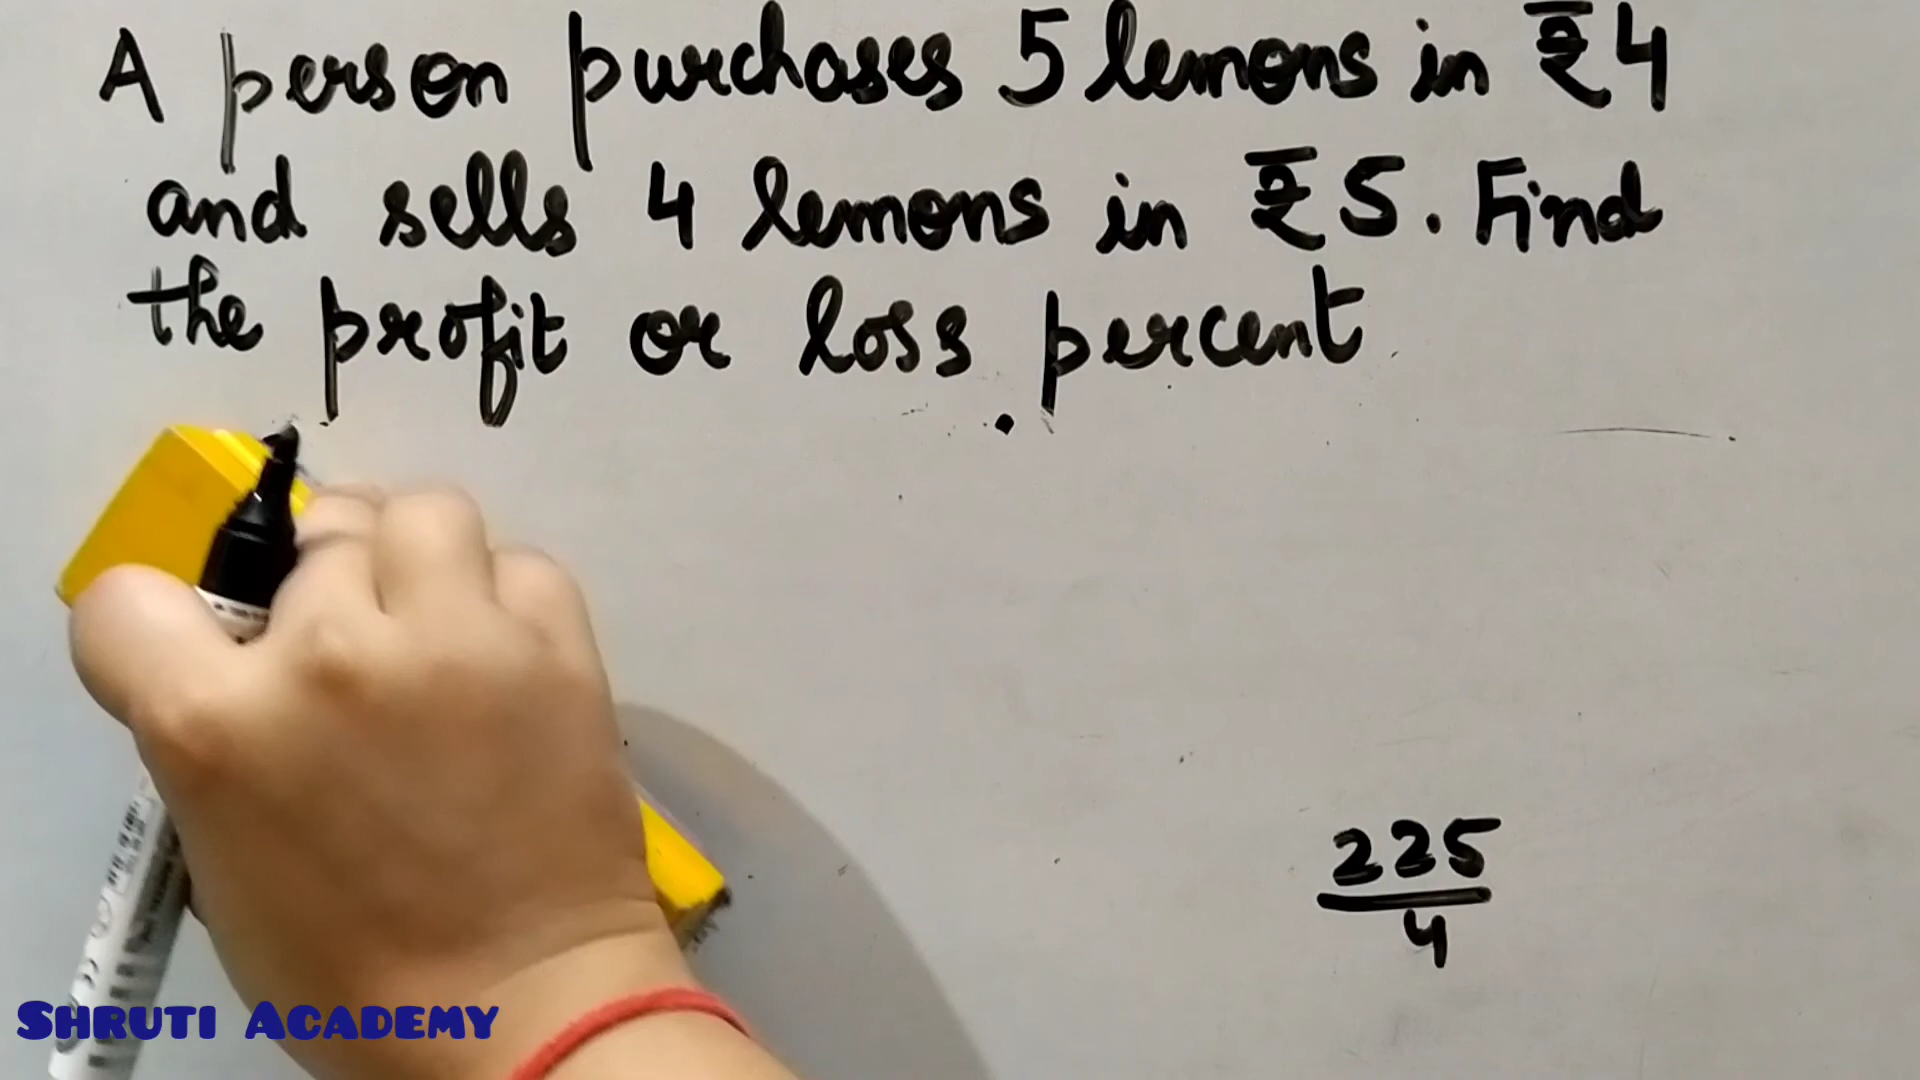 A person purchases 5 lemons in ₹4
and sells 4 lemons in ₹5. Find
the profit or loss percent
225
4
SHRUTI ACADEMY